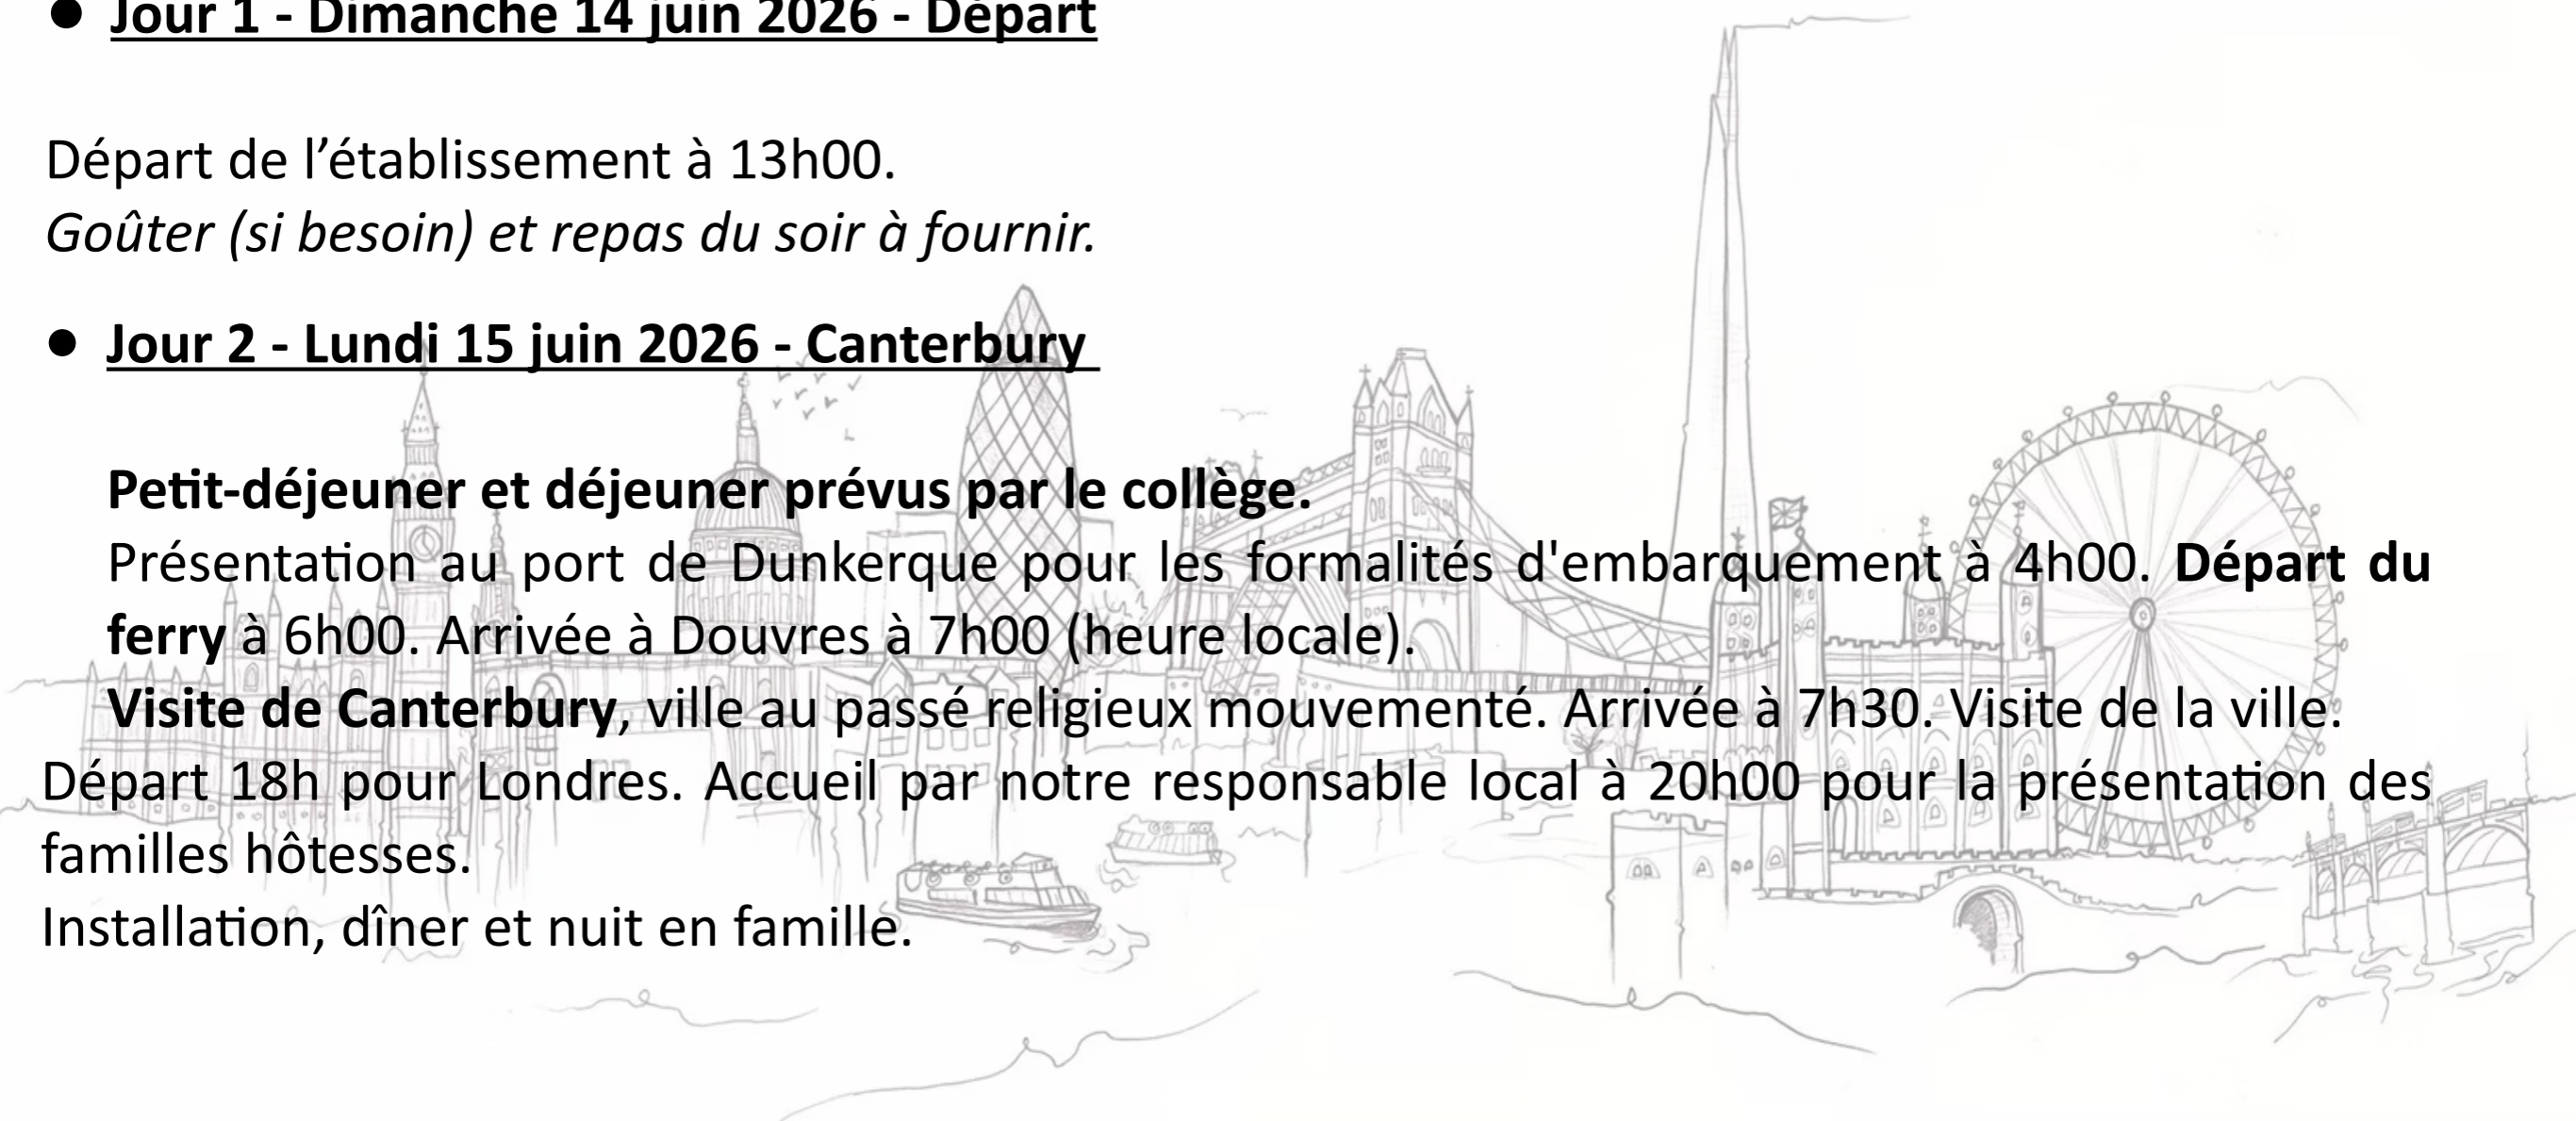 ● Jour 1 - Dimanche 14 juin 2026 - Départ
Départ de l’établissement à 13h00.
Goûter (si besoin) et repas du soir à fournir.
● Jour 2 - Lundi 15 juin 2026 - Canterbury
Petit-déjeuner et déjeuner prévus par le collège.
Présentation au port de Dunkerque pour les formalités d'embarquement à 4h00. Départ du
ferry à 6h00. Arrivée à Douvres à 7h00 (heure locale).
Visite de Canterbury, ville au passé religieux mouvementé. Arrivée à 7h30. Visite de la ville.
Départ 18h pour Londres. Accueil par notre responsable local à 20h00 pour la présentation des
familles hôtesses.
Installation, dîner et nuit en famille.